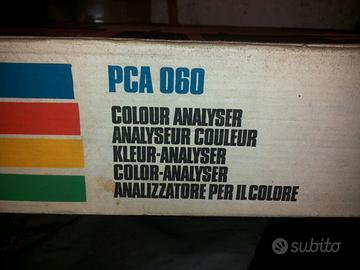 PCA 060
COLOUR ANALYSER
ANALYSEUR COULEUR
KLEUR-ANALYSER
COLOR-ANALYSER
ANALIZZATORE PER IL COLORE
subito